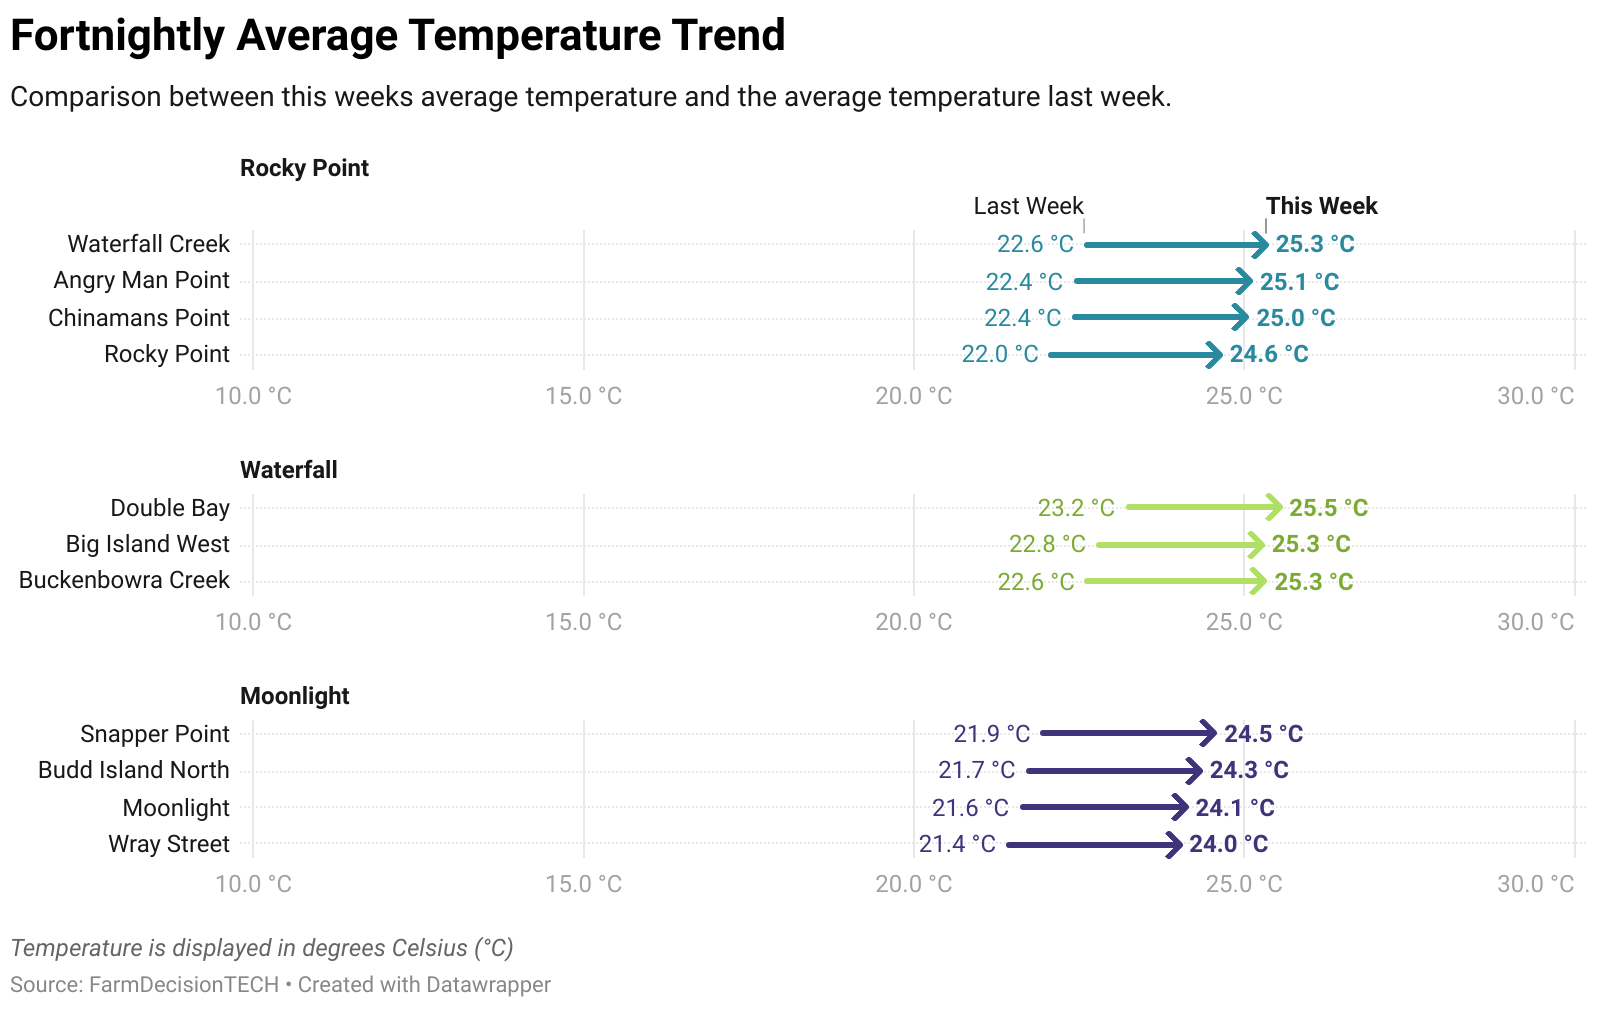 Fortnightly Average Temperature Trend
Comparison between this weeks average temperature and the average temperature last week.
Rocky Point
Last Week This Week
Waterfall Creek 22.6 °C 25.3 °C
Angry Man Point 22.4 °C 25.1 °C
Chinamans Point 22.4 °C 25.0 °C
Rocky Point 22.0 °C 24.6 °C
10.0 °C 15.0 °C 20.0 °C 25.0 °C 30.0 °C
Waterfall
Double Bay 23.2 °C 25.5 °C
Big Island West 22.8 °C 25.3 °C
Buckenbowra Creek 22.6 °C 25.3 °C
10.0 °C 15.0 °C 20.0 °C 25.0 °C 30.0 °C
Moonlight
Snapper Point 21.9 °C 24.5 °C
Budd Island North 21.7 °C 24.3 °C
Moonlight 21.6 °C 24.1 °C
Wray Street 21.4 °C 24.0 °C
10.0 °C 15.0 °C 20.0 °C 25.0 °C 30.0 °C
Temperature is displayed in degrees Celsius (°C)
Source: FarmDecisionTECH • Created with Datawrapper